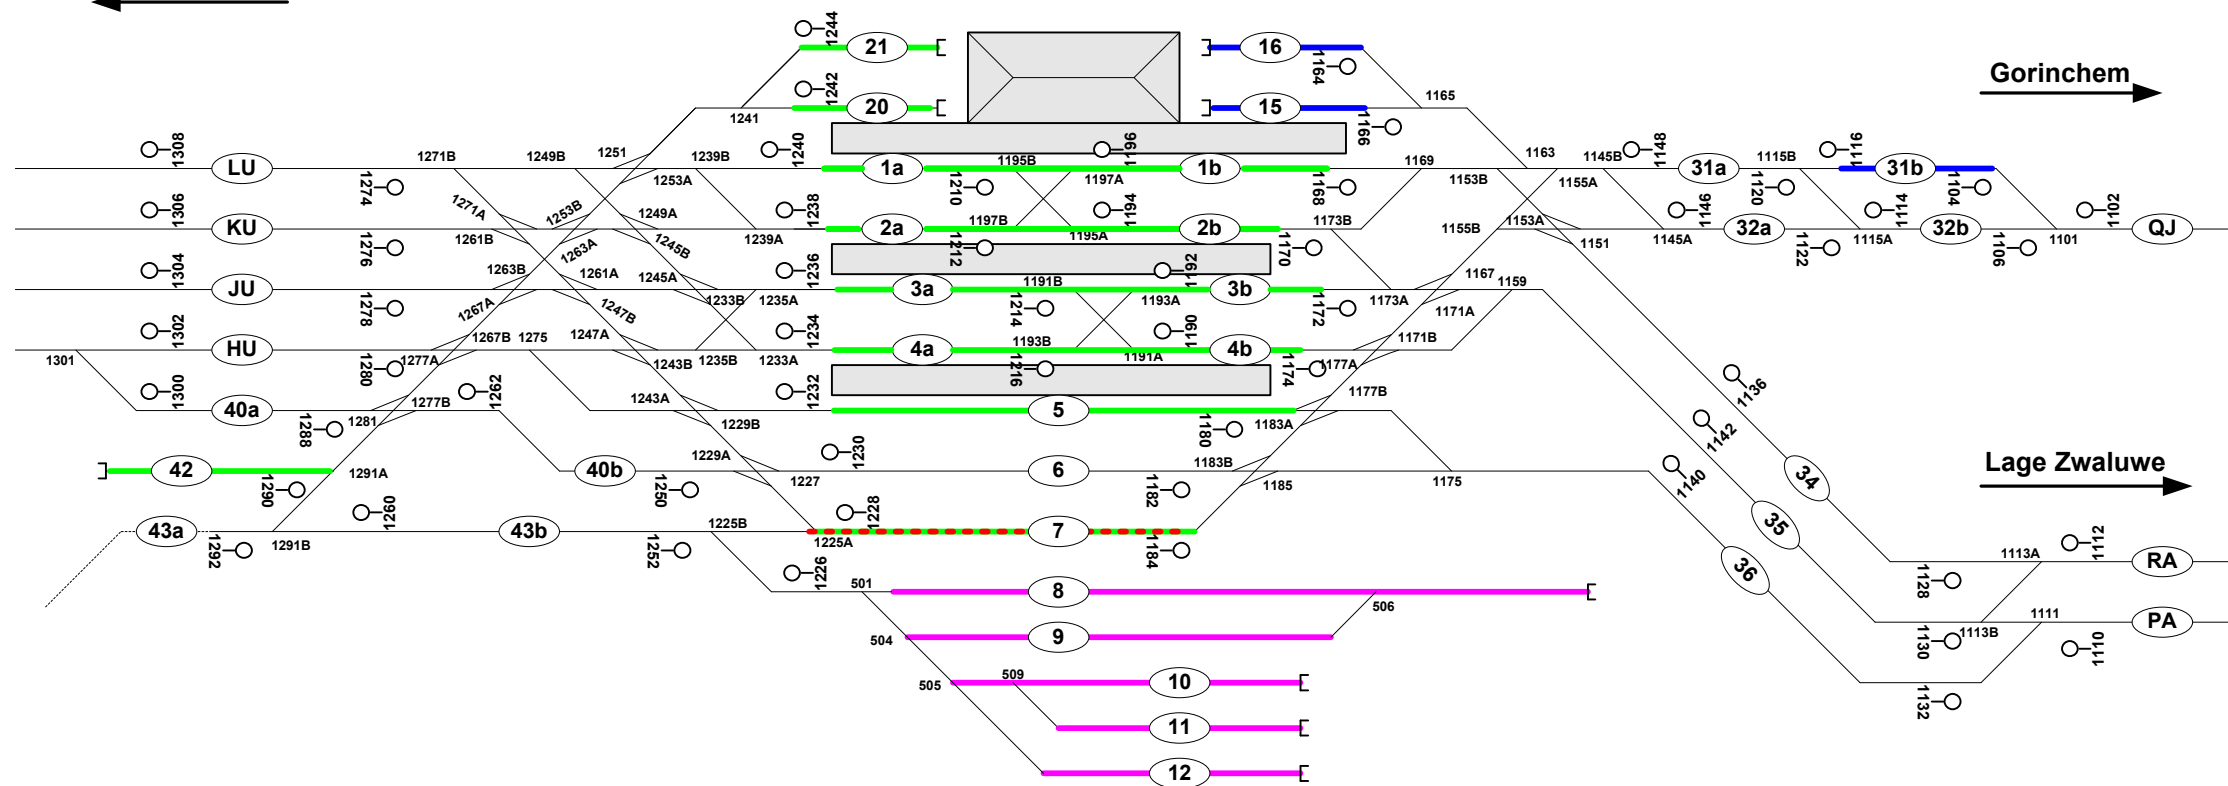 1244
21
16
1164
Gorinchem
1242
20
15
1166
1165
1241
1308
LU
1271B
1249B
1251
1239B
1240
1253A
1a
1195B
1196
1197A
1b
1169
1168
1210
1153B
1163
1145B
1155A
1148
31a
1115B
1116
31b
1120
1104
1274
1306
KU
1271A
1253B
1249A
1238
1239A
2a
1197B
1195A
1194
2b
1173B
1170
1212
1155B
1153A
1151
1146
1145A
32a
1122
1114
1115A
32b
1106
1102
1101
QJ
1276
1261B
1263A
1245B
1304
JU
1263B
1261A
1245A
1233B
1236
1235A
3a
1191B
1192
1193A
3b
1172
1214
1173A
1167
1171A
1159
1278
1267A
1247B
1302
1301
HU
1277A
1267B
1275
1247A
1243B
1235B
1233A
1234
4a
1193B
1191A
1190
4b
1174
1216
1177A
1171B
1280
1300
40a
1288
1281
1277B
1262
1243A
1229B
1232
5
1180
1183A
1177B
1136
1142
42
1290
1291A
40b
1250
1229A
1227
1230
6
1182
1183B
1185
1175
1140
34
Lage Zwaluwe
43a
1292
1291B
1260
43b
1252
1225B
1225A
1228
7
1184
35
36
1226
501
8
506
1128
1113A
1112
RA
504
9
1130
1113B
1111
1110
PA
505
509
10
1132
11
12